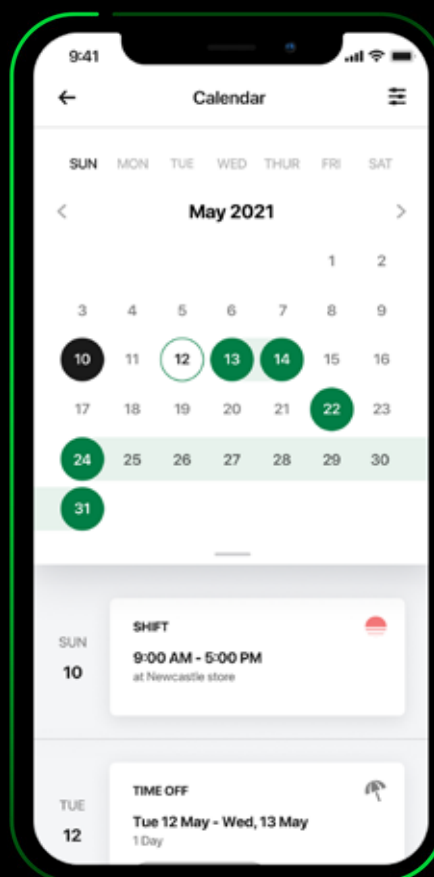 9:41
Calendar
SUN MON TUE WED THUR FRI SAT
May 2021
1 2
3 4 5 6 7 8 9
10 11 12 13 14 15 16
17 18 19 20 21 22 23
24 25 26 27 28 29 30
31
SUN
10
SHIFT
9:00 AM - 5:00 PM
at Newcastle store
TUE
12
TIME OFF
Tue 12 May - Wed, 13 May
1 Day